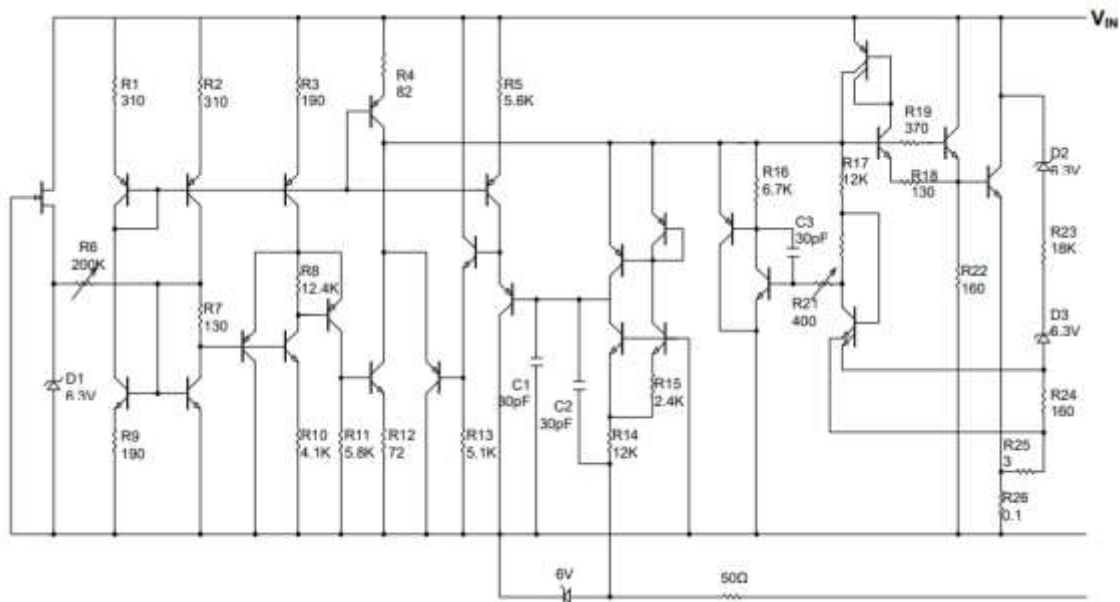 V_IN
R1
310
R2
310
R3
190
R4
82
R5
5.6K
R19
370
R17
12K
R18
130
D2
6.3V
R16
6.7K
C3
30pF
R6
200K
R23
18K
R8
12.4K
R21
400
R22
160
R7
130
D3
6.3V
D1
6.3V
C1
30pF
C2
30pF
R15
2.4K
R24
160
R9
190
R10
4.1K
R11
5.8K
R12
72
R13
5.1K
R14
12K
R25
3
R26
0.1
6V
50Ω